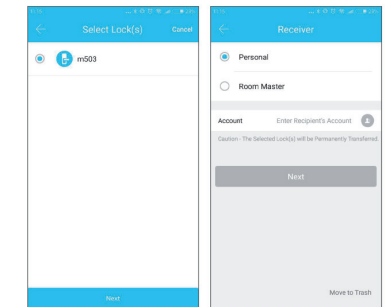 Select Lock(s) Cancel
m503
Next
Receiver
Personal
Room Master
Account Enter Recipient's Account
Caution - The Selected Lock(s) will be Permanently Transferred.
Next
Move to Trash